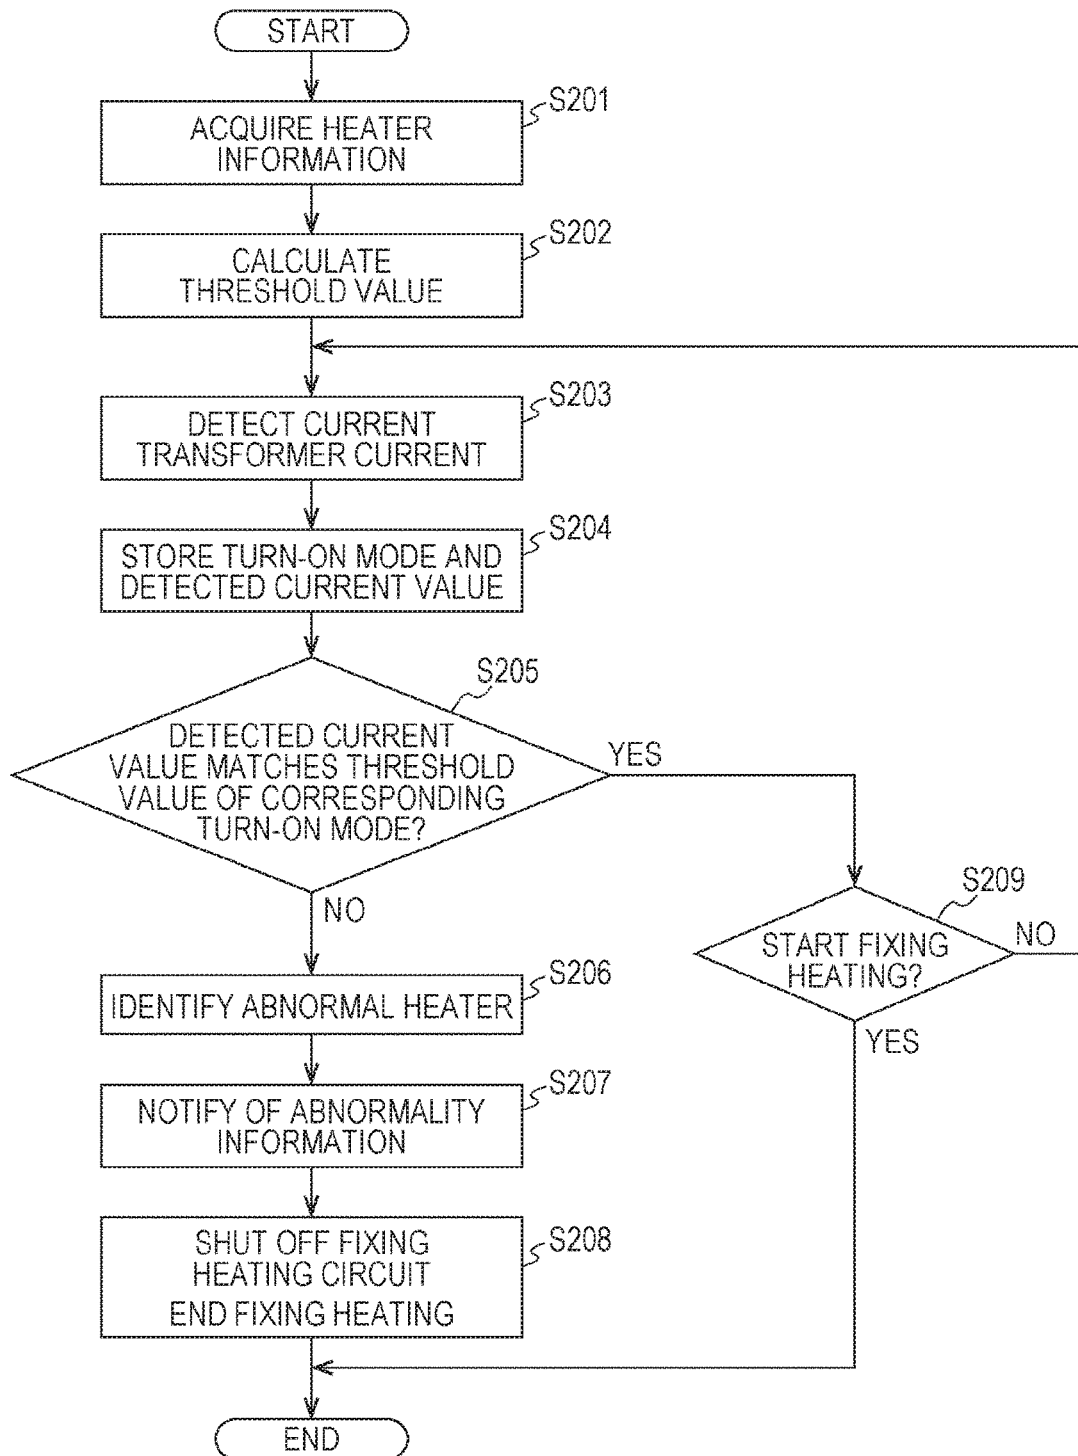 START
S201
ACQUIRE HEATER
INFORMATION
S202
CALCULATE
THRESHOLD VALUE
S203
DETECT CURRENT
TRANSFORMER CURRENT
S204
STORE TURN-ON MODE AND
DETECTED CURRENT VALUE
S205
DETECTED CURRENT
VALUE MATCHES THRESHOLD
VALUE OF CORRESPONDING
TURN-ON MODE?
YES
NO
S209
START FIXING
HEATING?
NO
YES
S206
IDENTIFY ABNORMAL HEATER
S207
NOTIFY OF ABNORMALITY
INFORMATION
S208
SHUT OFF FIXING
HEATING CIRCUIT
END FIXING HEATING
END